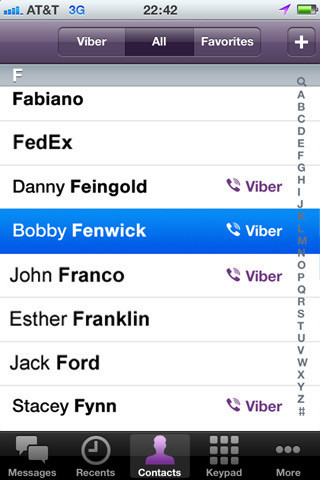 AT&T 3G 22:42
Viber All Favorites +
F
Fabiano
FedEx
Danny Feingold Viber
Bobby Fenwick Viber
John Franco Viber
Esther Franklin
Jack Ford
Stacey Fynn Viber
A
B
C
D
E
F
G
H
I
J
K
L
M
N
O
P
Q
R
S
T
U
V
W
X
Y
Z
#
Messages Recents Contacts Keypad More